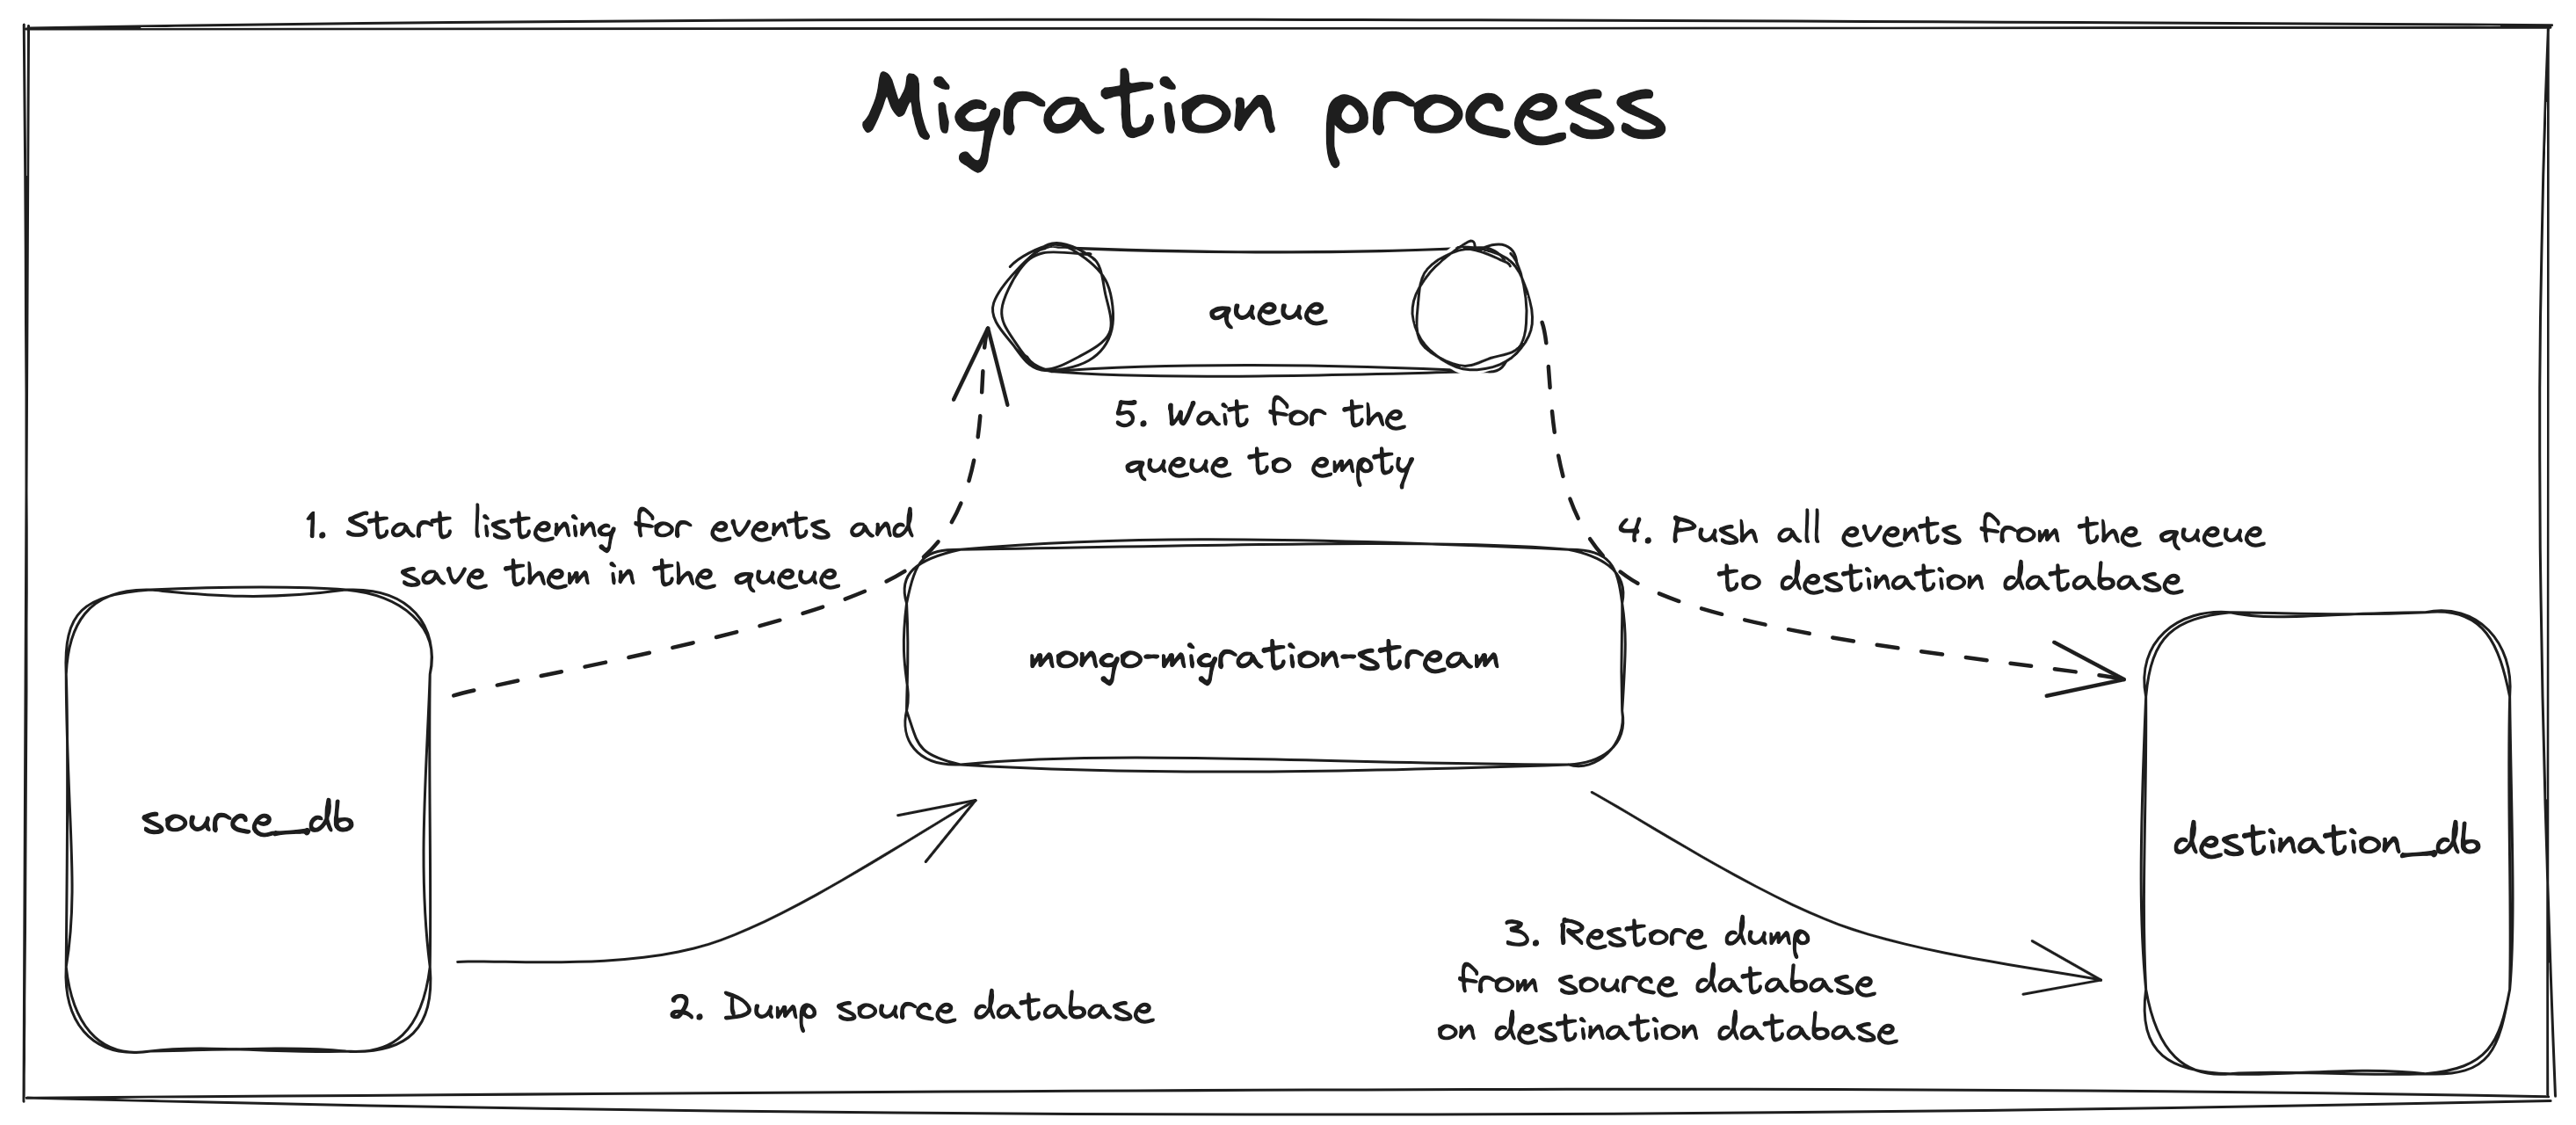 Migration process
queue
5. Wait for the
queue to empty
1. Start listening for events and
save them in the queue
4. Push all events from the queue
to destination database
mongo-migration-stream
source_db
destination_db
2. Dump source database
3. Restore dump
from source database
on destination database